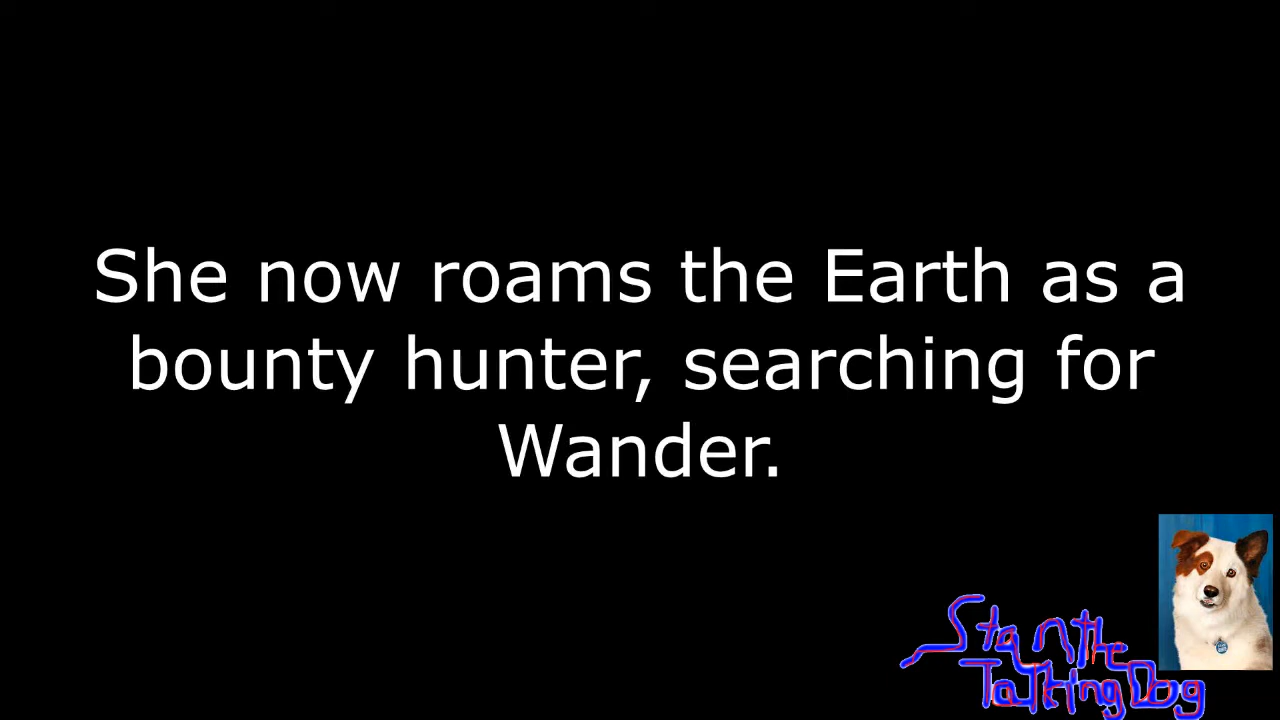 She now roams the Earth as a
bounty hunter, searching for
Wander.
Stan the
Talking Dog